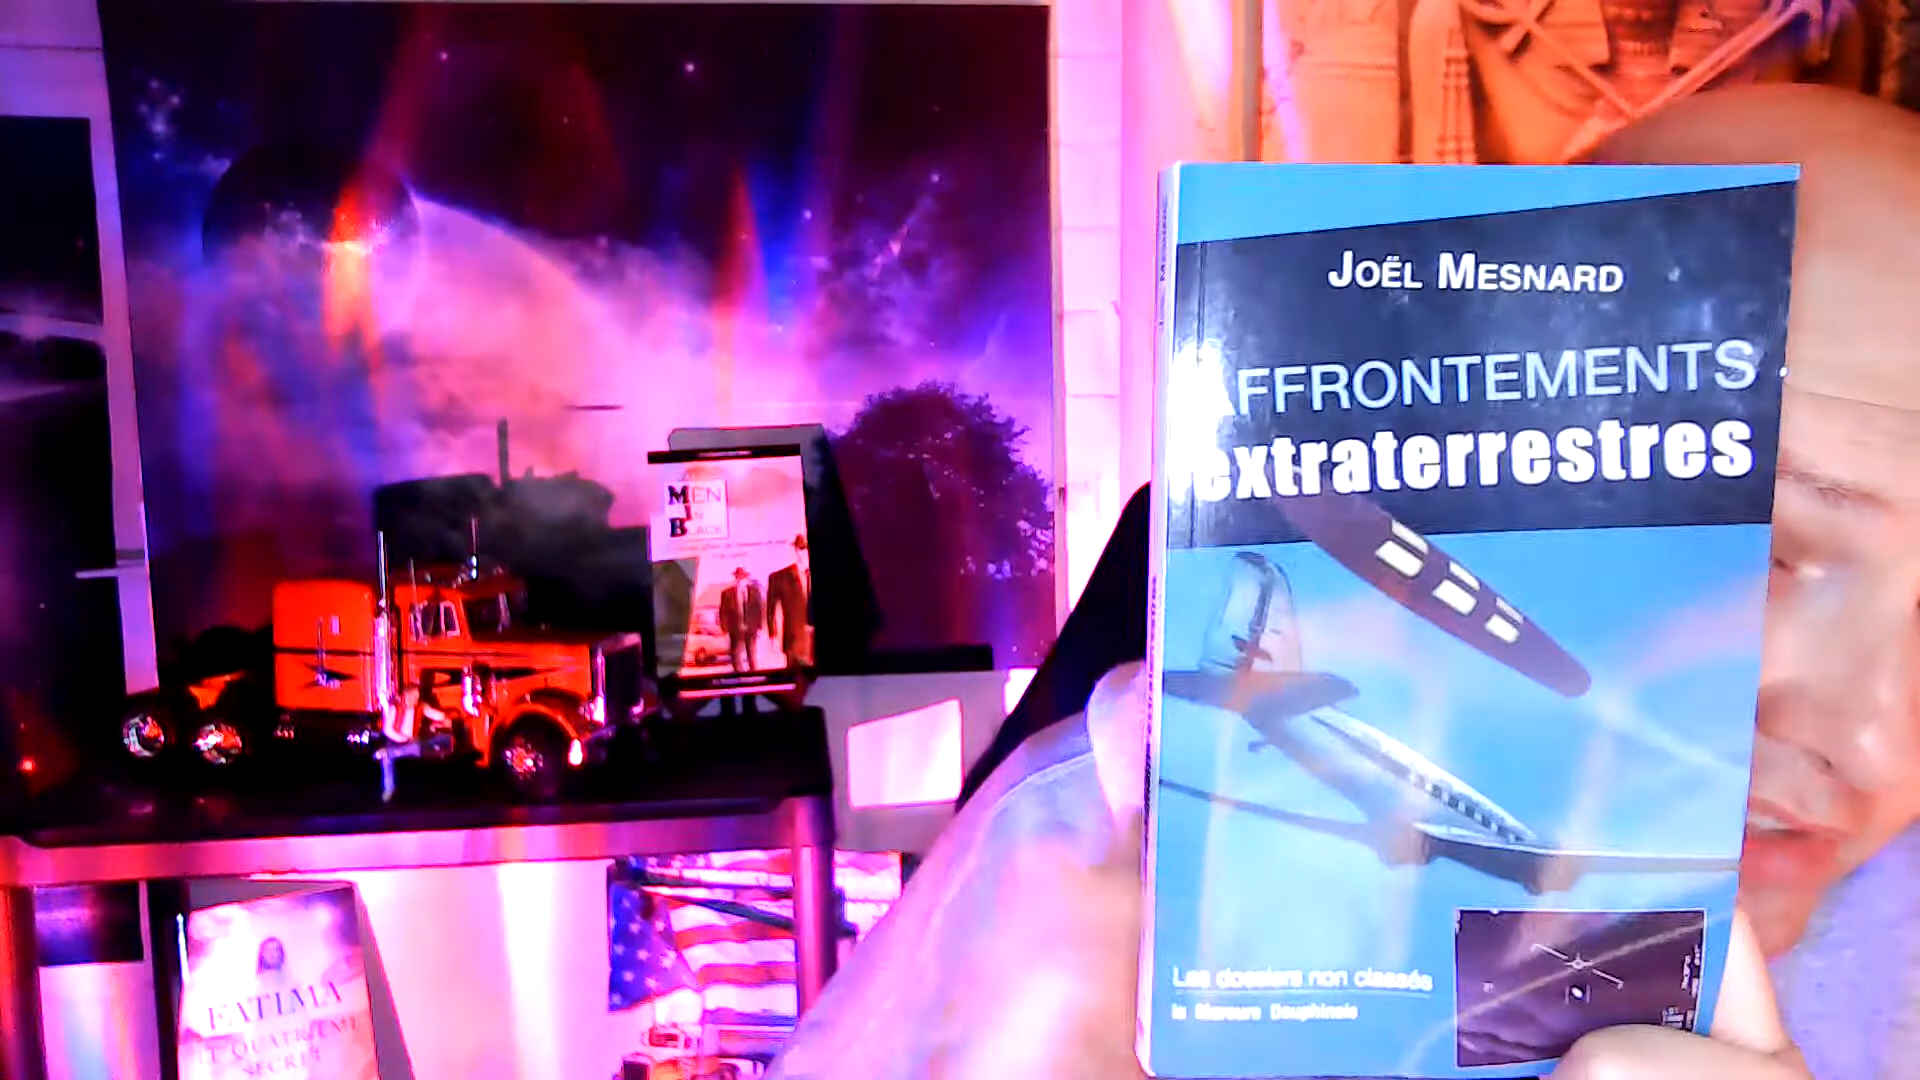 JOËL MESNARD
AFFRONTEMENTS
extraterrestres
Les dossiers non classés
le Mercure Dauphinois
MEN
IN
BLACK
FATIMA
LE QUATRIÈME
SECRET